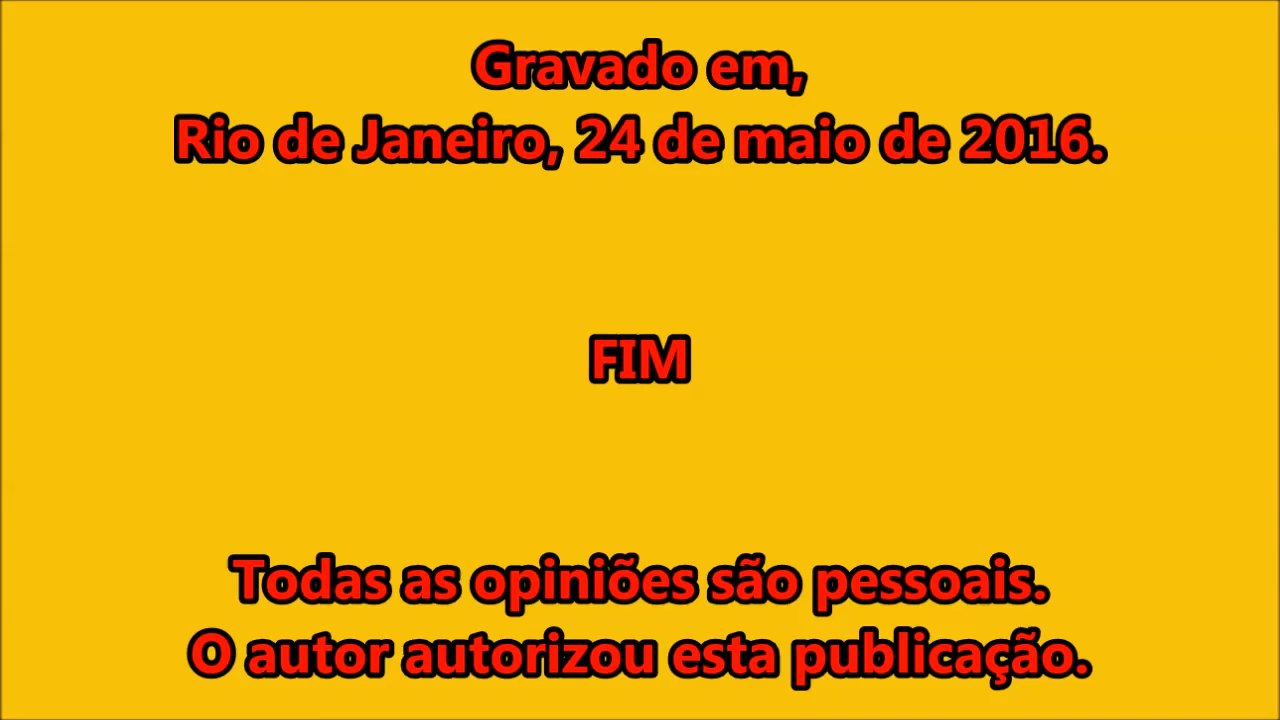 Gravado em,
Rio de Janeiro, 24 de maio de 2016.
FIM
Todas as opiniões são pessoais.
O autor autorizou esta publicação.